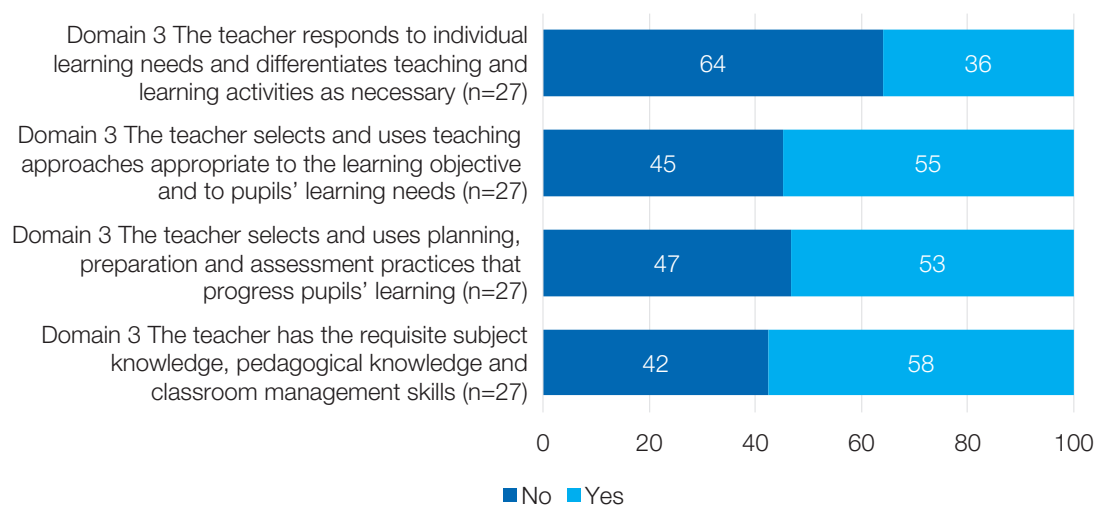 Domain 3 The teacher responds to individual
learning needs and differentiates teaching and
learning activities as necessary (n=27)
64
36
Domain 3 The teacher selects and uses teaching
approaches appropriate to the learning objective
and to pupils’ learning needs (n=27)
45
55
Domain 3 The teacher selects and uses planning,
preparation and assessment practices that
progress pupils’ learning (n=27)
47
53
Domain 3 The teacher has the requisite subject
knowledge, pedagogical knowledge and
classroom management skills (n=27)
42
58
0 20 40 60 80 100
No Yes